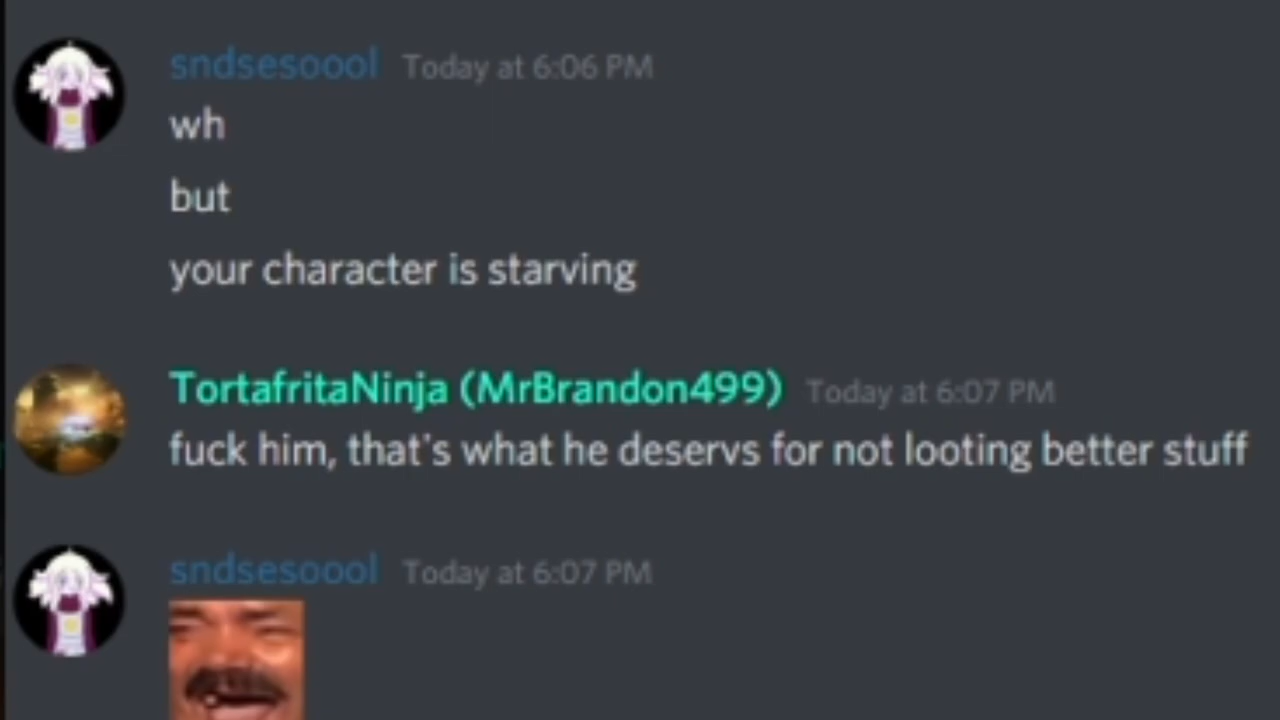 sndsesoool Today at 6:06 PM
wh
but
your character is starving
TortafritaNinja (MrBrandon499) Today at 6:07 PM
fuck him, that's what he deservs for not looting better stuff
sndsesoool Today at 6:07 PM